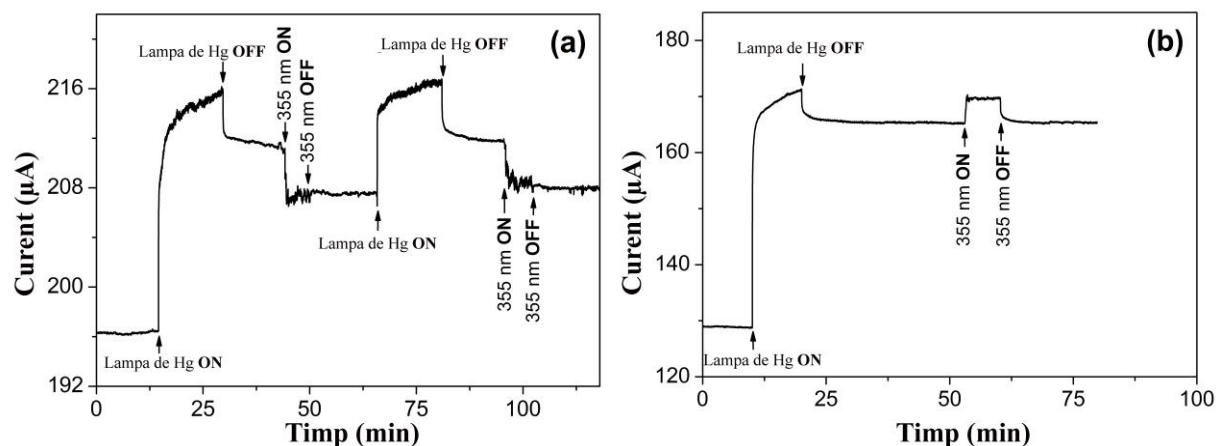 (a)
Curent (µA)
216
208
200
192
Lampa de Hg OFF
355 nm ON
355 nm OFF
Lampa de Hg OFF
Lampa de Hg ON
Lampa de Hg ON
355 nm ON
355 nm OFF
0 25 50 75 100
Timp (min)
(b)
Curent (µA)
180
170
160
150
140
130
120
Lampa de Hg OFF
355 nm ON
355 nm OFF
Lampa de Hg ON
0 25 50 75 100
Timp (min)